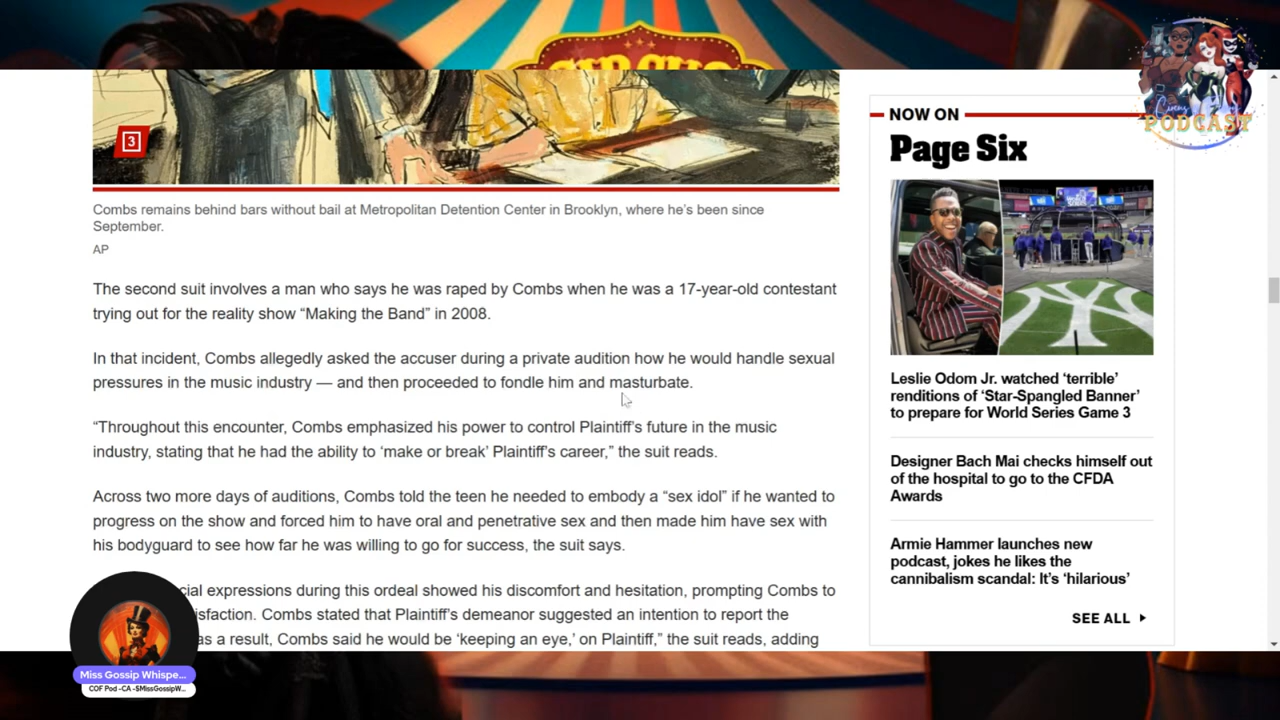 3
Combs remains behind bars without bail at Metropolitan Detention Center in Brooklyn, where he's been since
September.
AP
The second suit involves a man who says he was raped by Combs when he was a 17-year-old contestant
trying out for the reality show “Making the Band” in 2008.
In that incident, Combs allegedly asked the accuser during a private audition how he would handle sexual
pressures in the music industry — and then proceeded to fondle him and masturbate.
“Throughout this encounter, Combs emphasized his power to control Plaintiff's future in the music
industry, stating that he had the ability to ‘make or break’ Plaintiff's career,” the suit reads.
Across two more days of auditions, Combs told the teen he needed to embody a “sex idol” if he wanted to
progress on the show and forced him to have oral and penetrative sex and then made him have sex with
his bodyguard to see how far he was willing to go for success, the suit says.
cial expressions during this ordeal showed his discomfort and hesitation, prompting Combs to
isfaction. Combs stated that Plaintiff's demeanor suggested an intention to report the
as a result, Combs said he would be ‘keeping an eye,’ on Plaintiff,” the suit reads, adding
Miss Gossip Whispe...
COF Pod -CA -$MissGossipW...
PODCAST
NOW ON
Page Six
Leslie Odom Jr. watched ‘terrible’
renditions of ‘Star-Spangled Banner’
to prepare for World Series Game 3
Designer Bach Mai checks himself out
of the hospital to go to the CFDA
Awards
Armie Hammer launches new
podcast, jokes he likes the
cannibalism scandal: It's ‘hilarious’
SEE ALL